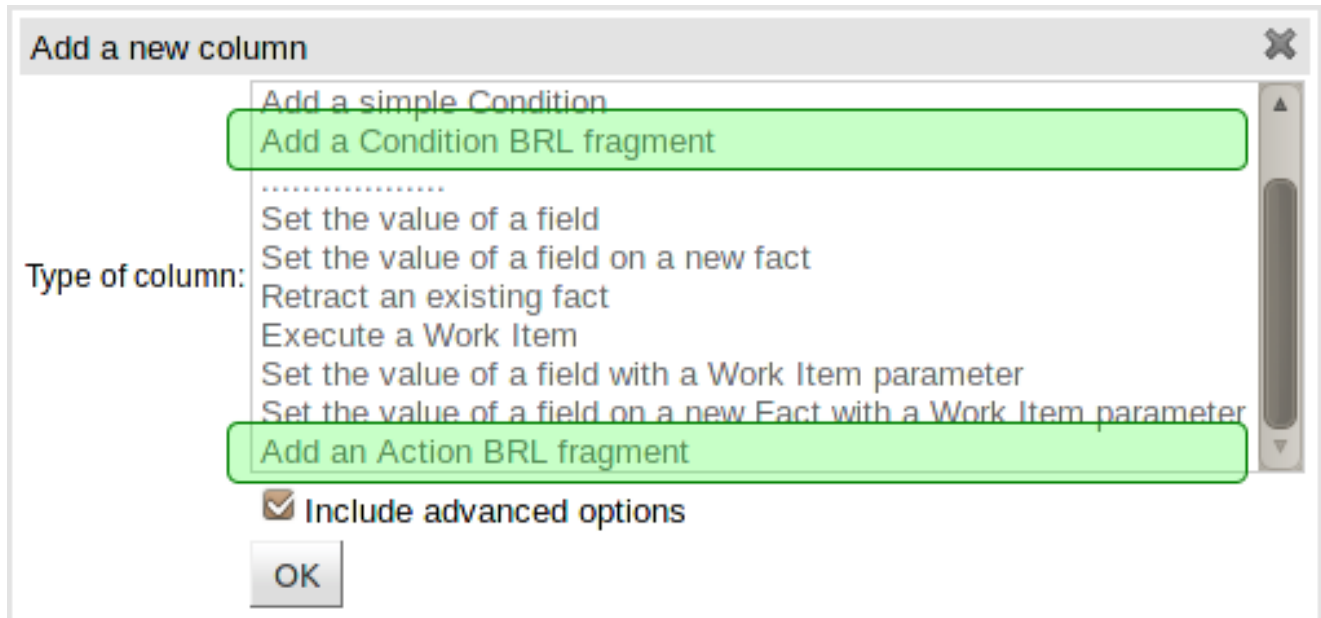 Add a new column
Add a simple Condition
Add a Condition BRL fragment
...................
Set the value of a field
Set the value of a field on a new fact
Type of column:
Retract an existing fact
Execute a Work Item
Set the value of a field with a Work Item parameter
Set the value of a field on a new Fact with a Work Item parameter
Add an Action BRL fragment
Include advanced options
OK